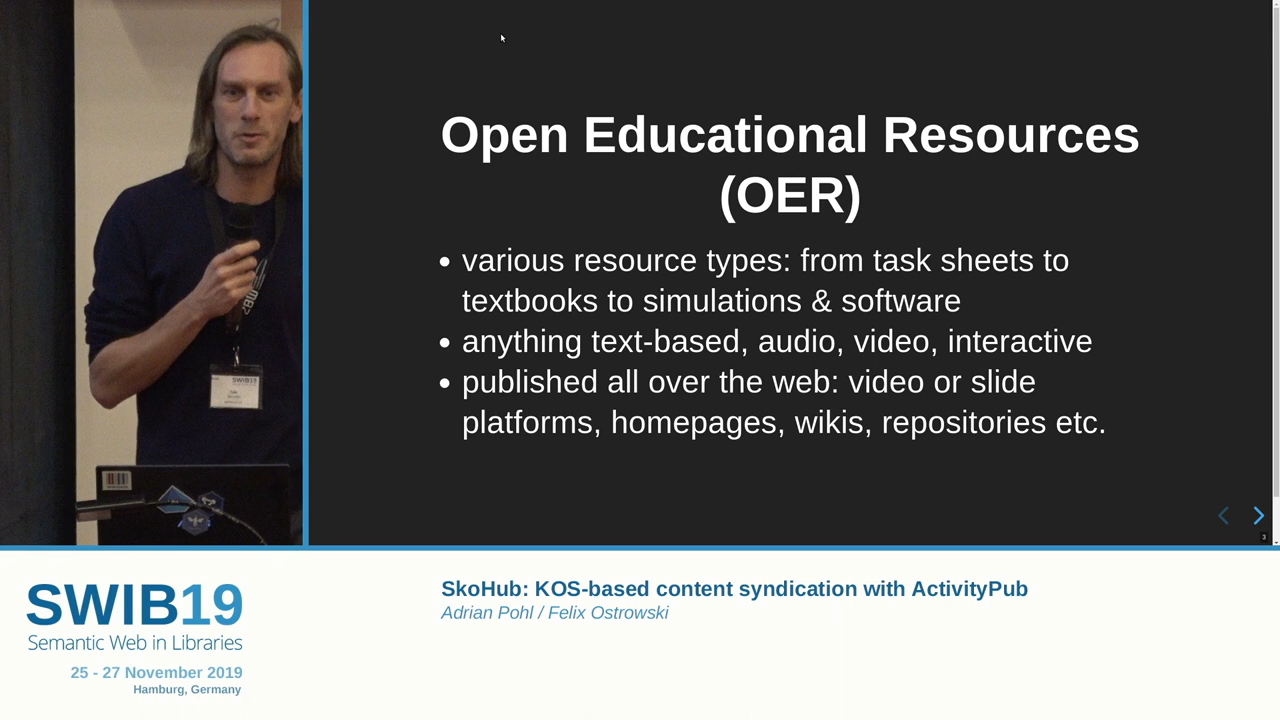 Open Educational Resources
(OER)
• various resource types: from task sheets to
textbooks to simulations & software
• anything text-based, audio, video, interactive
• published all over the web: video or slide
platforms, homepages, wikis, repositories etc.
3
SWIB19
SWIB19
Semantic Web in Libraries
25 - 27 November 2019
Hamburg, Germany
SkoHub: KOS-based content syndication with ActivityPub
Adrian Pohl / Felix Ostrowski